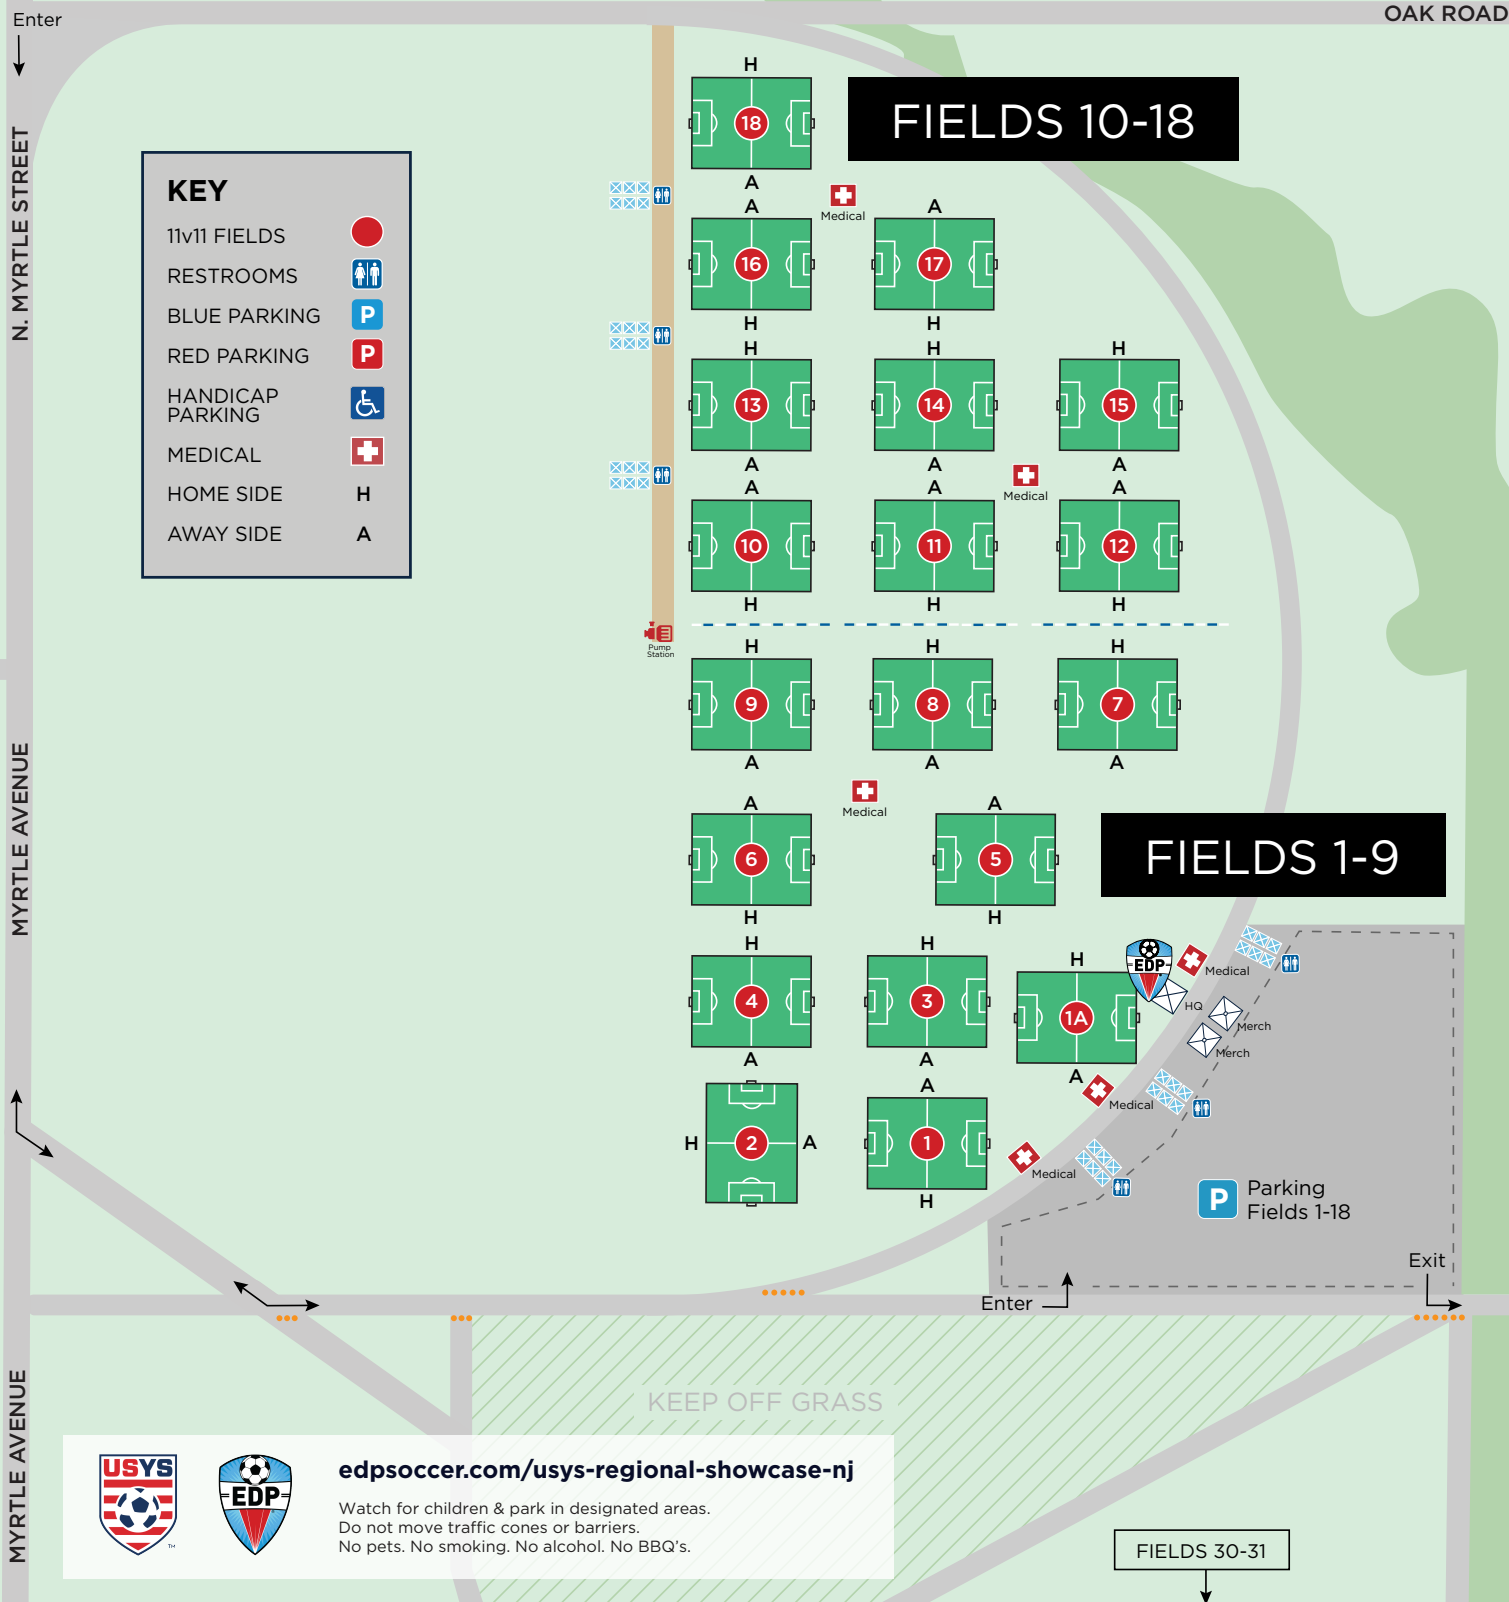 Enter
OAK ROAD
N. MYRTLE STREET
MYRTLE AVENUE
MYRTLE AVENUE
KEY
11v11 FIELDS
RESTROOMS
BLUE PARKING
P
RED PARKING
P
HANDICAP
PARKING
MEDICAL
HOME SIDE
H
AWAY SIDE
A
FIELDS 10-18
H
18
A
Medical
A
A
16
17
H
H
H
H
H
13
14
15
A
A
A
Medical
A
A
A
10
11
12
H
H
H
Pump
Station
H
H
H
9
8
7
A
A
A
Medical
A
A
6
5
H
H
FIELDS 1-9
H
H
H
4
3
1A
A
A
A
EDP
Medical
HQ
Merch
Merch
Medical
A
H
2
A
1
H
Medical
P
Parking
Fields 1-18
Enter
Exit
KEEP OFF GRASS
USYS
TM
EDP
edpsoccer.com/usys-regional-showcase-nj
Watch for children & park in designated areas.
Do not move traffic cones or barriers.
No pets. No smoking. No alcohol. No BBQ's.
FIELDS 30-31